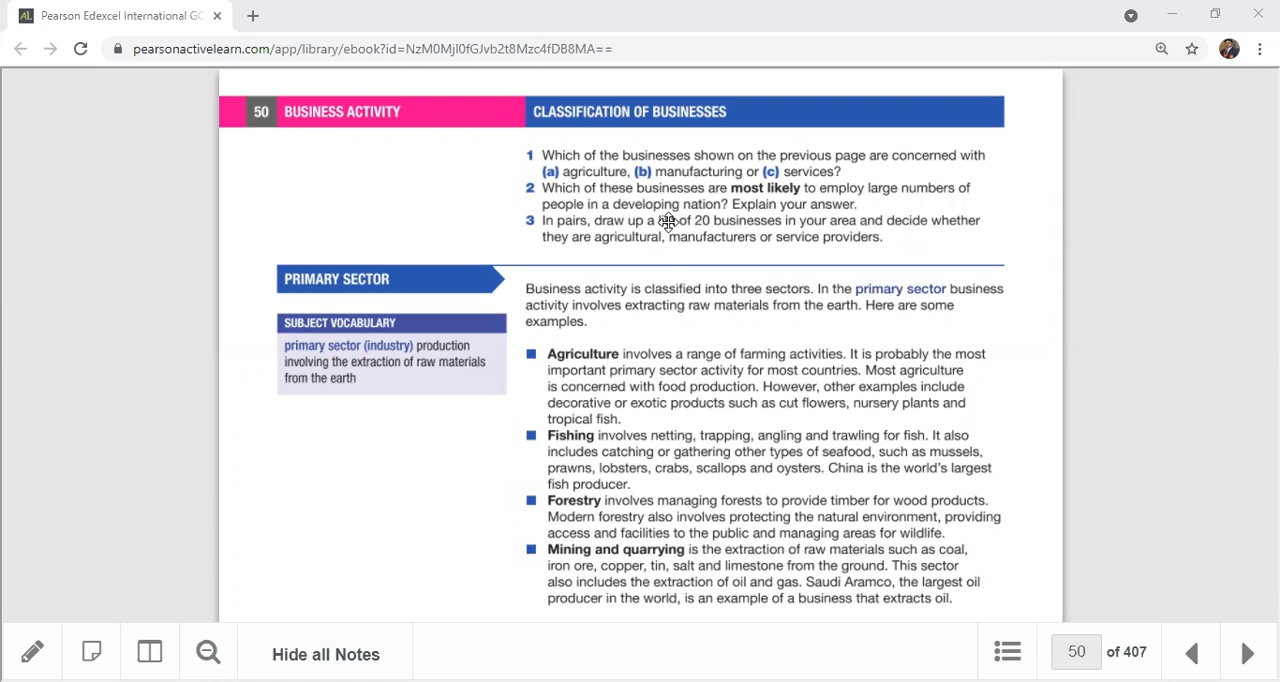 Pearson Edexcel International GC
pearsonactivelearn.com/app/library/ebook?id=NzM0MjI0fGJvb2t8Mzc4fDB8MA==
50 BUSINESS ACTIVITY
CLASSIFICATION OF BUSINESSES
1 Which of the businesses shown on the previous page are concerned with
(a) agriculture, (b) manufacturing or (c) services?
2 Which of these businesses are most likely to employ large numbers of
people in a developing nation? Explain your answer.
3 In pairs, draw up a of 20 businesses in your area and decide whether
they are agricultural, manufacturers or service providers.
PRIMARY SECTOR
SUBJECT VOCABULARY
primary sector (industry) production
involving the extraction of raw materials
from the earth
Business activity is classified into three sectors. In the primary sector business
activity involves extracting raw materials from the earth. Here are some
examples.
■ Agriculture involves a range of farming activities. It is probably the most
important primary sector activity for most countries. Most agriculture
is concerned with food production. However, other examples include
decorative or exotic products such as cut flowers, nursery plants and
tropical fish.
■ Fishing involves netting, trapping, angling and trawling for fish. It also
includes catching or gathering other types of seafood, such as mussels,
prawns, lobsters, crabs, scallops and oysters. China is the world's largest
fish producer.
■ Forestry involves managing forests to provide timber for wood products.
Modern forestry also involves protecting the natural environment, providing
access and facilities to the public and managing areas for wildlife.
■ Mining and quarrying is the extraction of raw materials such as coal,
iron ore, copper, tin, salt and limestone from the ground. This sector
also includes the extraction of oil and gas. Saudi Aramco, the largest oil
producer in the world, is an example of a business that extracts oil.
Hide all Notes
50 of 407